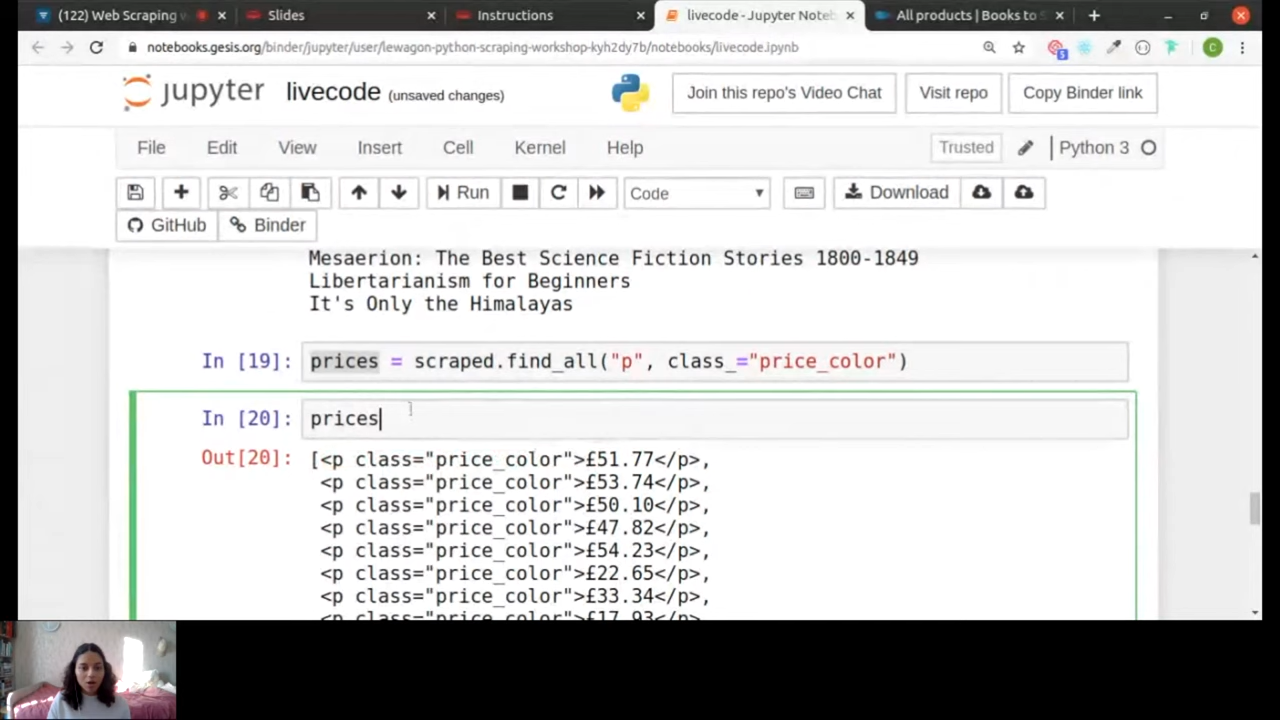 (122) Web Scraping
Slides
Instructions
livecode - Jupyter Note
All products | Books to S
notebooks.gesis.org/binder/jupyter/user/lewagon-python-scraping-workshop-kyh2dy7b/notebooks/livecode.ipynb
C
jupyter livecode (unsaved changes)
Join this repo's Video Chat
Visit repo
Copy Binder link
File Edit View Insert Cell Kernel Help
Trusted
Python 3
Run
Code
Download
GitHub
Binder
Mesaerion: The Best Science Fiction Stories 1800-1849
Libertarianism for Beginners
It's Only the Himalayas
In [19]: prices = scraped.find_all("p", class_="price_color")
In [20]: prices
Out[20]: [<p class="price_color">£51.77</p>,
<p class="price_color">£53.74</p>,
<p class="price_color">£50.10</p>,
<p class="price_color">£47.82</p>,
<p class="price_color">£54.23</p>,
<p class="price_color">£22.65</p>,
<p class="price_color">£33.34</p>,
<p class="price_color">£17.93</p>,